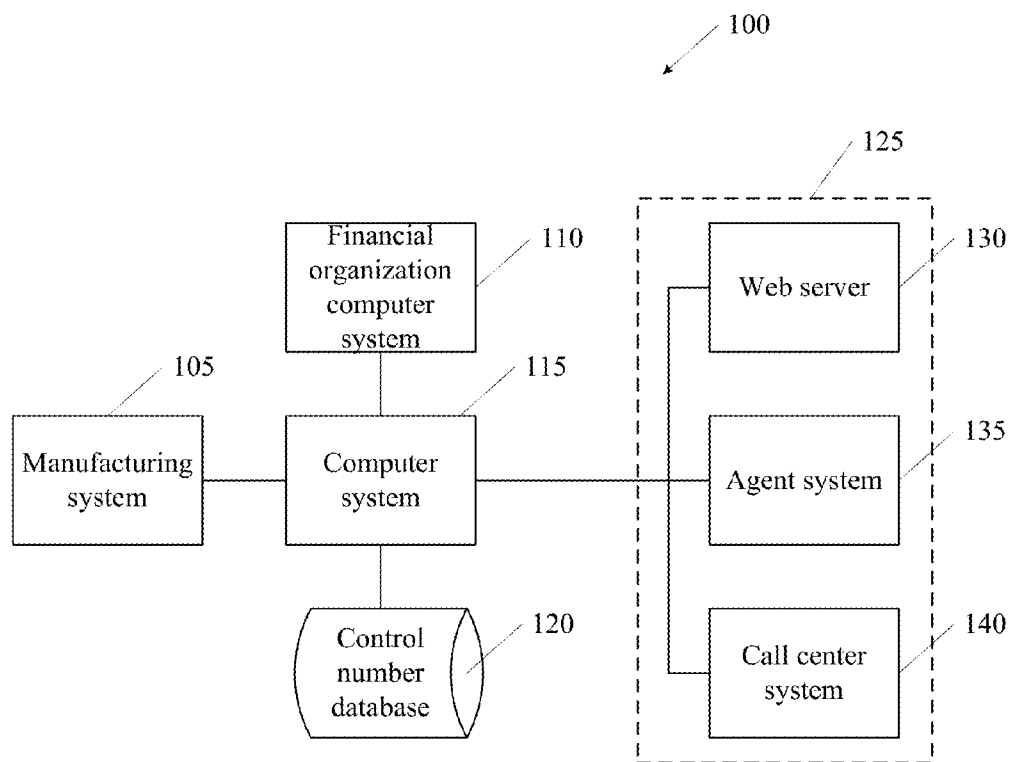 100
125
Financial
organization
computer
system
110
Web server
130
105
115
Manufacturing
system
Computer
system
Agent system
135
Control
number
database
120
Call center
system
140